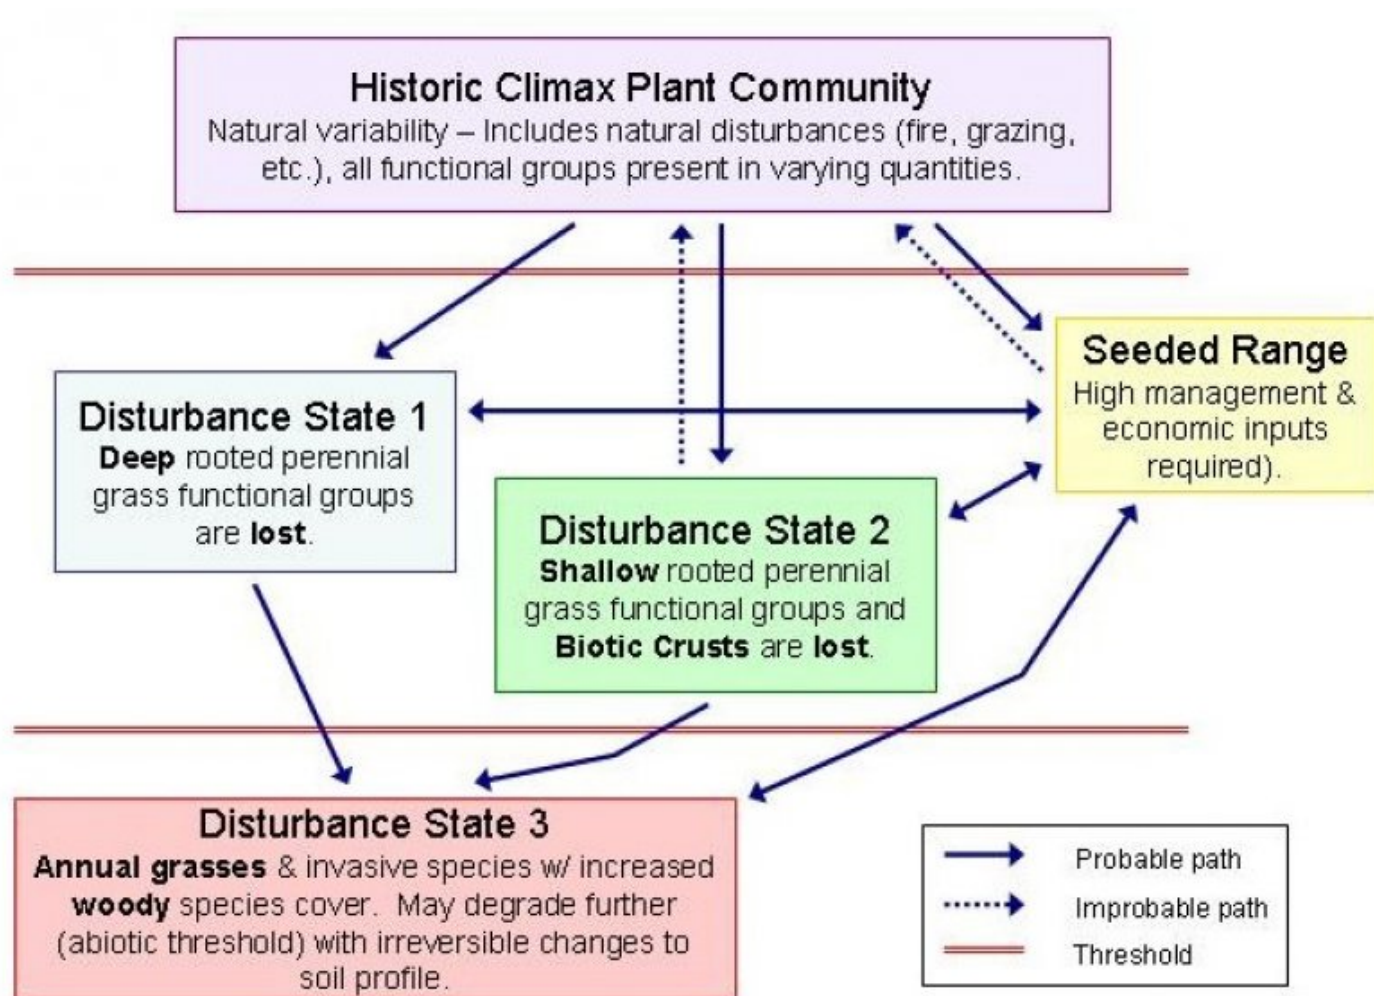 Historic Climax Plant Community
Natural variability – Includes natural disturbances (fire, grazing,
etc.), all functional groups present in varying quantities.
Seeded Range
High management &
economic inputs
required).
Disturbance State 1
Deep rooted perennial
grass functional groups
are lost.
Disturbance State 2
Shallow rooted perennial
grass functional groups and
Biotic Crusts are lost.
Disturbance State 3
Annual grasses & invasive species w/ increased
woody species cover.  May degrade further
(abiotic threshold) with irreversible changes to
soil profile.
Probable path
Improbable path
Threshold